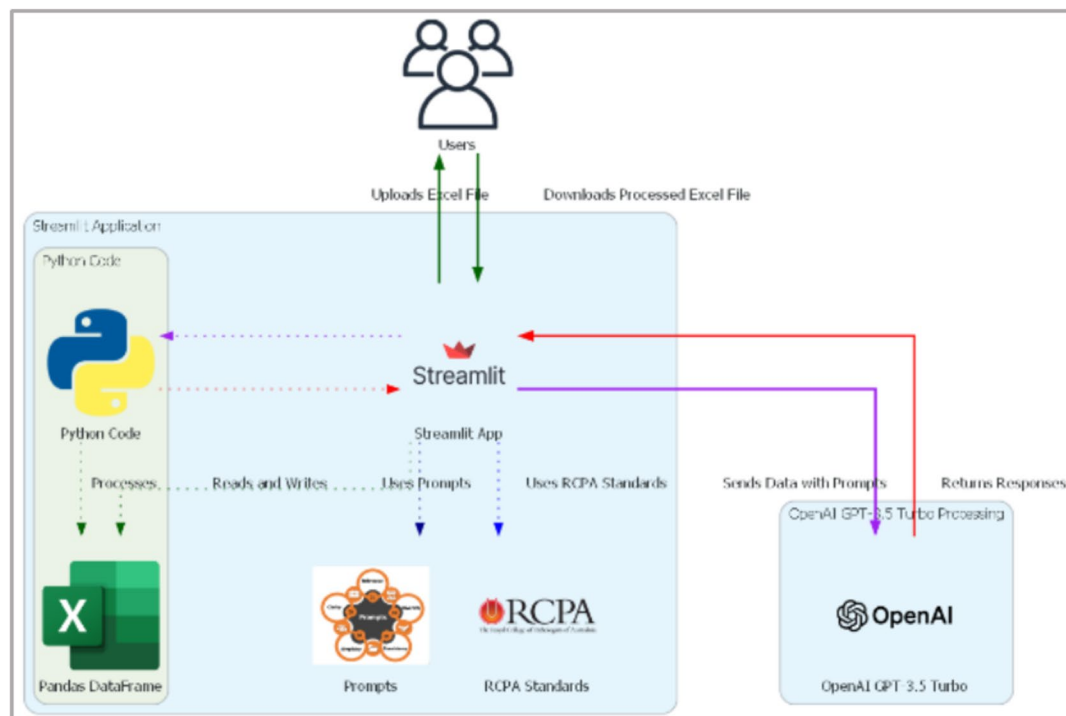 Users
Uploads Excel File
Downloads Processed Excel File
Streamlit Application
Python Code
Streamlit
Python Code
Streamlit App
Processes
Reads and Writes
Uses Prompts
Uses RCPA Standards
Sends Data with Prompts
Returns Responses
OpenAI GPT-3.5 Turbo Processing
X
Prompts
RCPA
OpenAI
Pandas DataFrame
Prompts
RCPA Standards
OpenAI GPT-3.5 Turbo